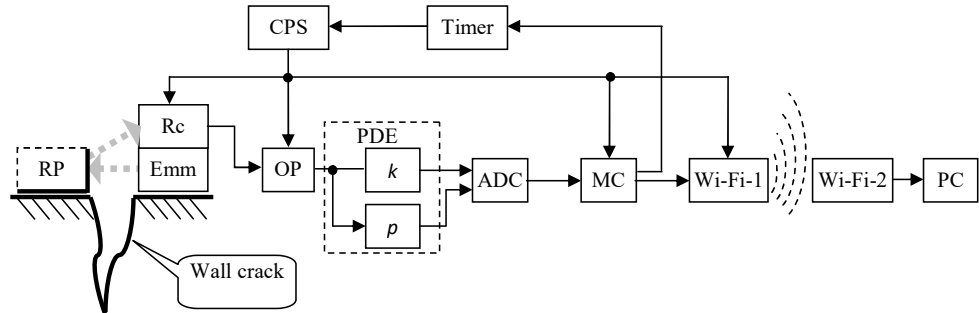 CPS
Timer
Rc
PDE
RP
Emm
OP
k
ADC
MC
Wi-Fi-1
Wi-Fi-2
PC
p
Wall crack